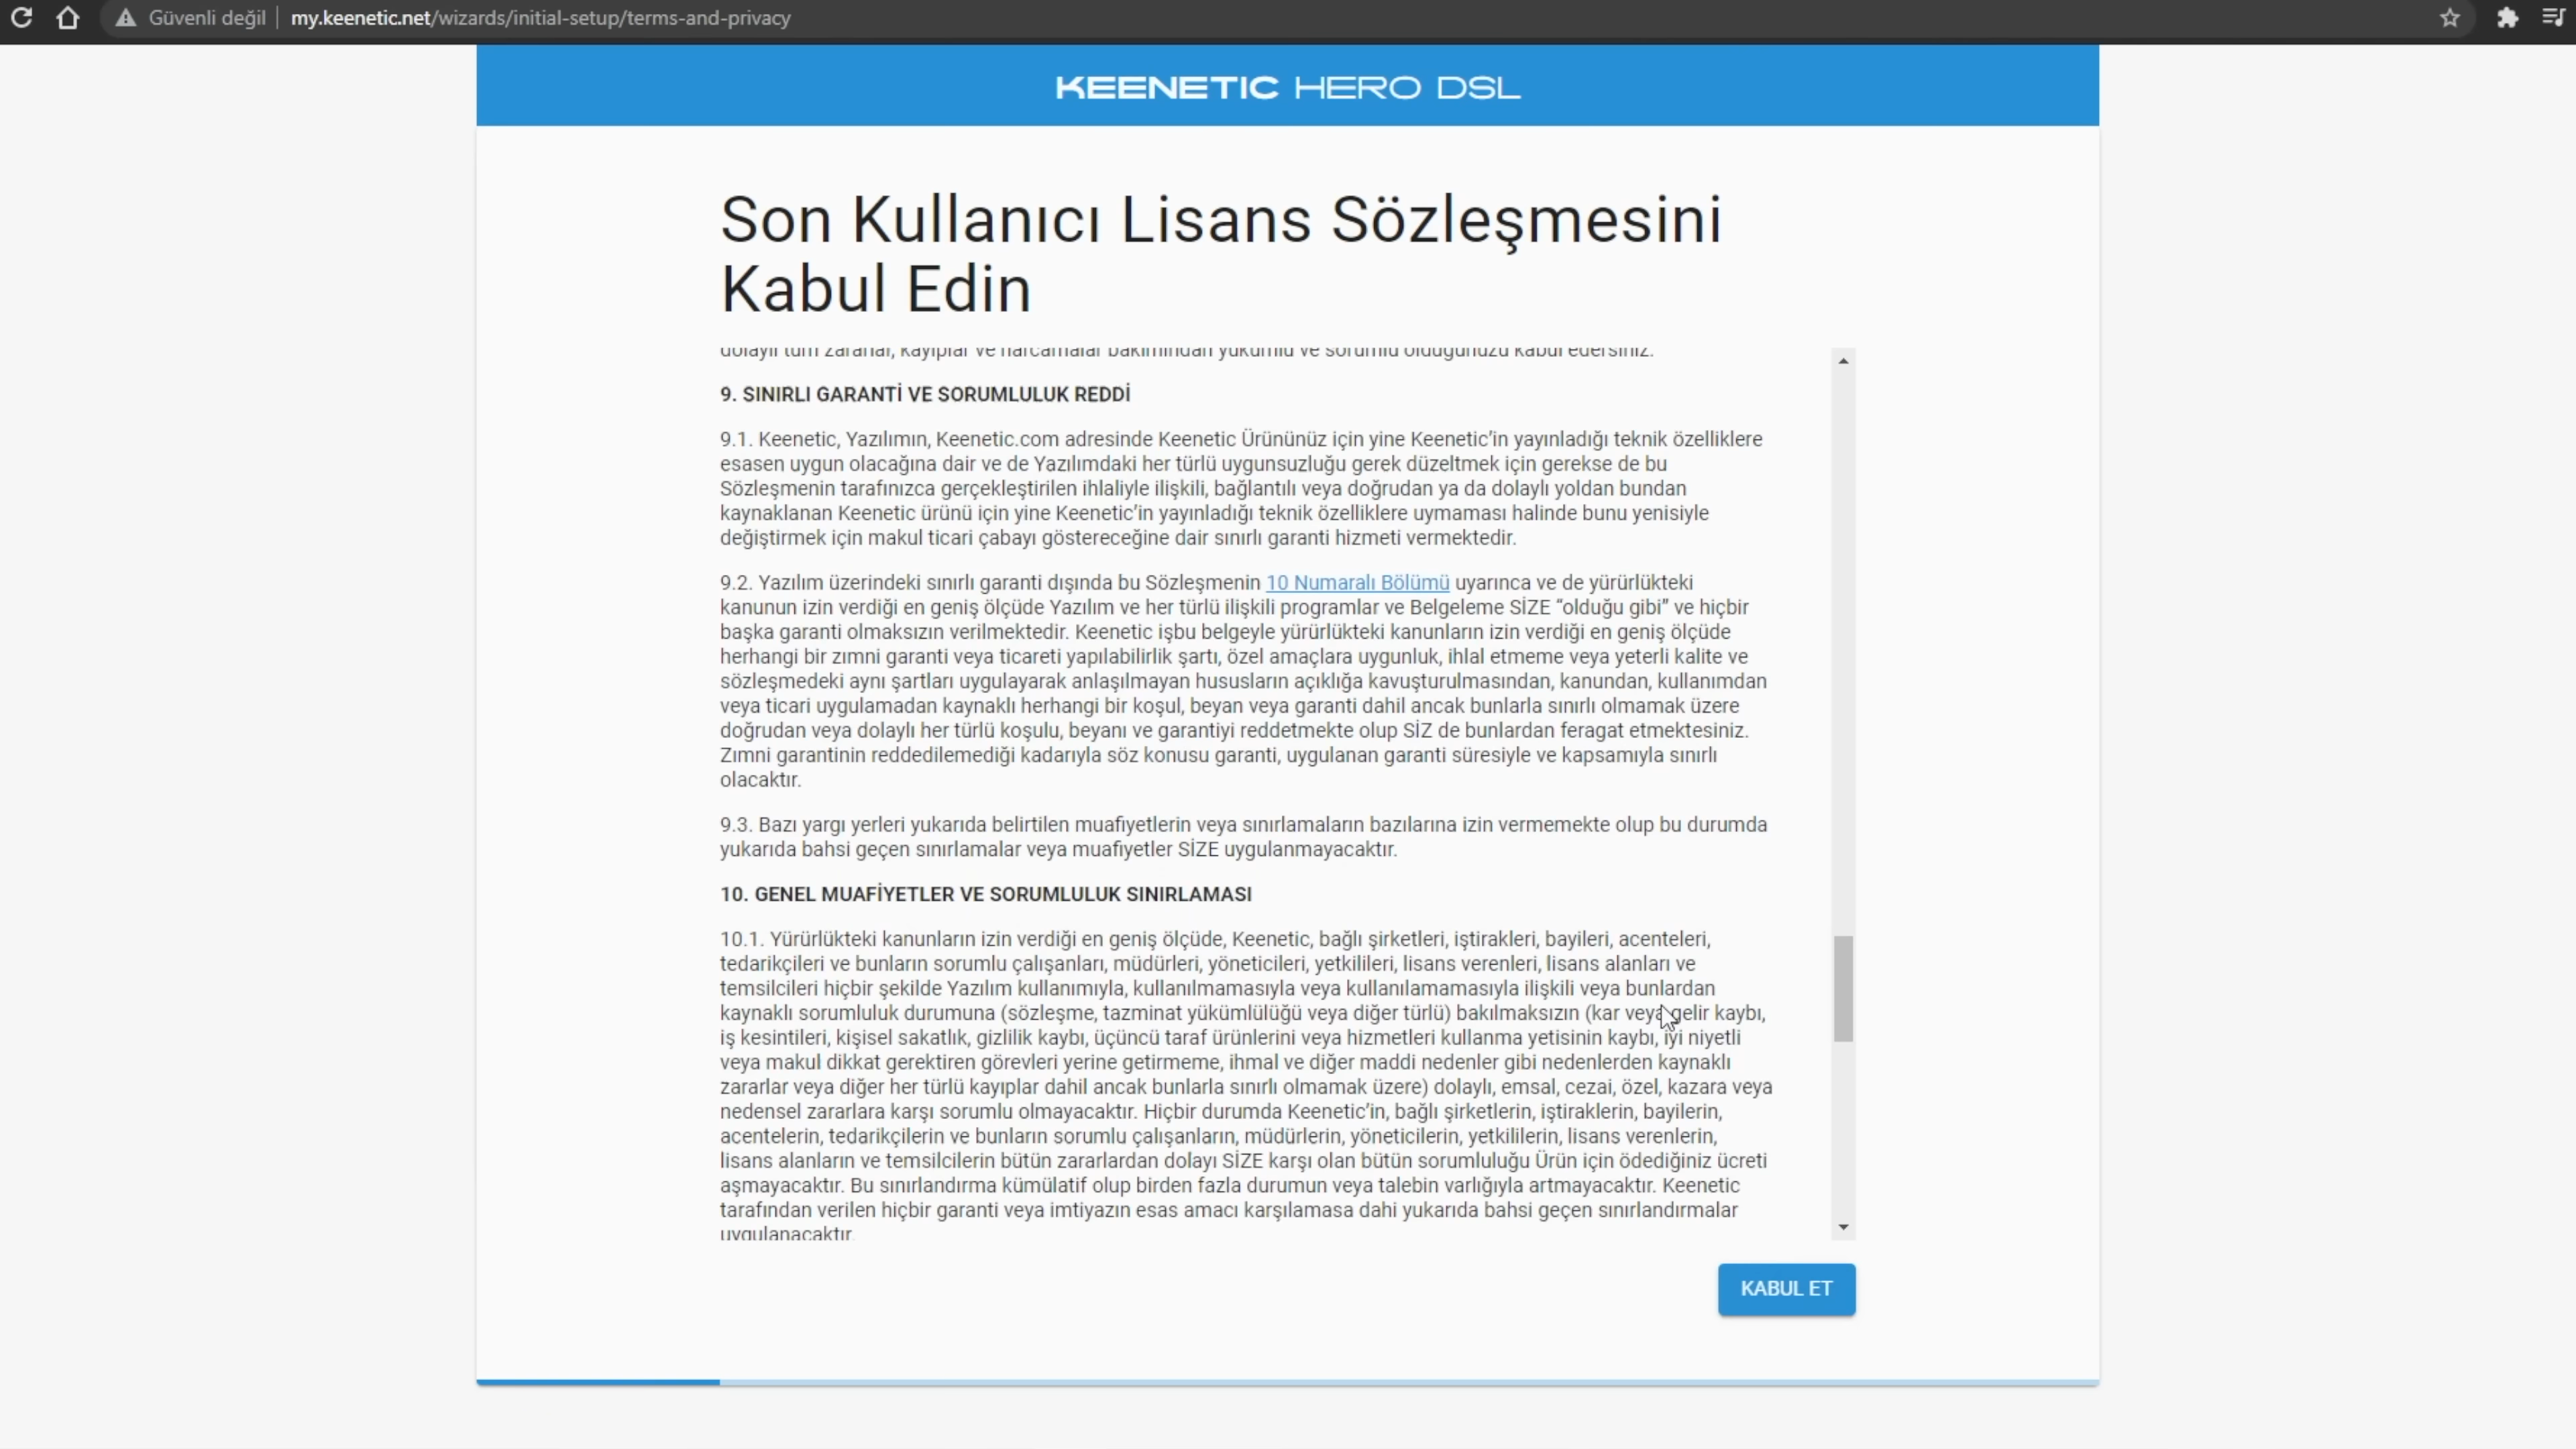 Güvenli değil my.keenetic.net/wizards/initial-setup/terms-and-privacy
KEENETIC HERO DSL
Son Kullanıcı Lisans Sözleşmesini
Kabul Edin
dolaylı tüm zararlar, kayıplar ve harcamalar bakımından yükümlü ve sorumlu olduğunuzu kabul edersiniz.
9. SINIRLI GARANTİ VE SORUMLULUK REDDİ
9.1. Keenetic, Yazılımın, Keenetic.com adresinde Keenetic Ürününüz için yine Keenetic’in yayınladığı teknik özelliklere
esasen uygun olacağına dair ve de Yazılımdaki her türlü uygunsuzluğu gerek düzeltmek için gerekse de bu
Sözleşmenin tarafınızca gerçekleştirilen ihlaliyle ilişkili, bağlantılı veya doğrudan ya da dolaylı yoldan bundan
kaynaklanan Keenetic ürünü için yine Keenetic’in yayınladığı teknik özelliklere uymaması halinde bunu yenisiyle
değiştirmek için makul ticari çabayı göstereceğine dair sınırlı garanti hizmeti vermektedir.
9.2. Yazılım üzerindeki sınırlı garanti dışında bu Sözleşmenin 10 Numaralı Bölümü uyarınca ve de yürürlükteki
kanunun izin verdiği en geniş ölçüde Yazılım ve her türlü ilişkili programlar ve Belgeleme SİZE “olduğu gibi” ve hiçbir
başka garanti olmaksızın verilmektedir. Keenetic işbu belgeyle yürürlükteki kanunların izin verdiği en geniş ölçüde
herhangi bir zımni garanti veya ticareti yapılabilirlik şartı, özel amaçlara uygunluk, ihlal etmeme veya yeterli kalite ve
sözleşmedeki aynı şartları uygulayarak anlaşılmayan hususların açıklığa kavuşturulmasından, kanundan, kullanımdan
veya ticari uygulamadan kaynaklı herhangi bir koşul, beyan veya garanti dahil ancak bunlarla sınırlı olmamak üzere
doğrudan veya dolaylı her türlü koşulu, beyanı ve garantiyi reddetmekte olup SİZ de bunlardan feragat etmektesiniz.
Zımni garantinin reddedilemediği kadarıyla söz konusu garanti, uygulanan garanti süresiyle ve kapsamıyla sınırlı
olacaktır.
9.3. Bazı yargı yerleri yukarıda belirtilen muafiyetlerin veya sınırlamaların bazılarına izin vermemekte olup bu durumda
yukarıda bahsi geçen sınırlamalar veya muafiyetler SİZE uygulanmayacaktır.
10. GENEL MUAFİYETLER VE SORUMLULUK SINIRLAMASI
10.1. Yürürlükteki kanunların izin verdiği en geniş ölçüde, Keenetic, bağlı şirketleri, iştirakleri, bayileri, acenteleri,
tedarikçileri ve bunların sorumlu çalışanları, müdürleri, yöneticileri, yetkilileri, lisans verenleri, lisans alanları ve
temsilcileri hiçbir şekilde Yazılım kullanımıyla, kullanılmamasıyla veya kullanılamamasıyla ilişkili veya bunlardan
kaynaklı sorumluluk durumuna (sözleşme, tazminat yükümlülüğü veya diğer türlü) bakılmaksızın (kar veya gelir kaybı,
iş kesintileri, kişisel sakatlık, gizlilik kaybı, üçüncü taraf ürünlerini veya hizmetleri kullanma yetisinin kaybı, iyi niyetli
veya makul dikkat gerektiren görevleri yerine getirmeme, ihmal ve diğer maddi nedenler gibi nedenlerden kaynaklı
zararlar veya diğer her türlü kayıplar dahil ancak bunlarla sınırlı olmamak üzere) dolaylı, emsal, cezai, özel, kazara veya
nedensel zararlara karşı sorumlu olmayacaktır. Hiçbir durumda Keenetic’in, bağlı şirketlerin, iştiraklerin, bayilerin,
acentelerin, tedarikçilerin ve bunların sorumlu çalışanların, müdürlerin, yöneticilerin, yetkililerin, lisans verenlerin,
lisans alanların ve temsilcilerin bütün zararlardan dolayı SİZE karşı olan bütün sorumluluğu Ürün için ödediğiniz ücreti
aşmayacaktır. Bu sınırlandırma kümülatif olup birden fazla durumun veya talebin varlığıyla artmayacaktır. Keenetic
tarafından verilen hiçbir garanti veya imtiyazın esas amacı karşılamasa dahi yukarıda bahsi geçen sınırlandırmalar
uygulanacaktır.
KABUL ET